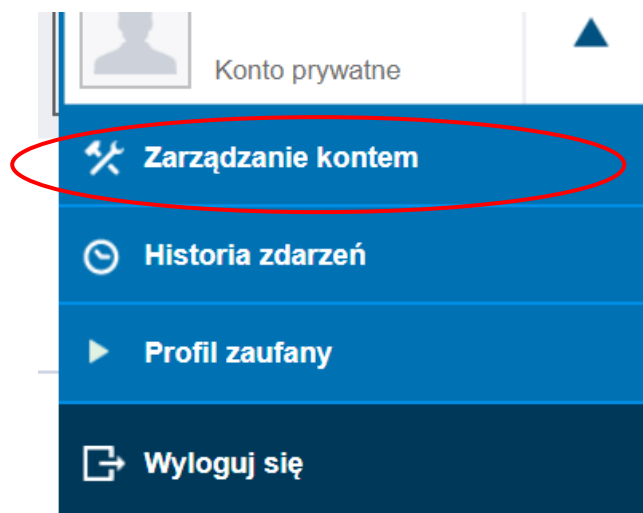 Konto prywatne
Zarządzanie kontem
Historia zdarzeń
Profil zaufany
Wyloguj się